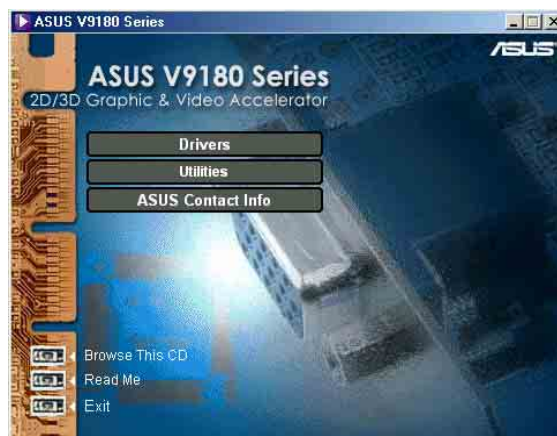 ASUS V9180 Series
ASUS
ASUS V9180 Series
2D/3D Graphic & Video Accelerator
Drivers
Utilities
ASUS Contact Info
Browse This CD
Read Me
Exit